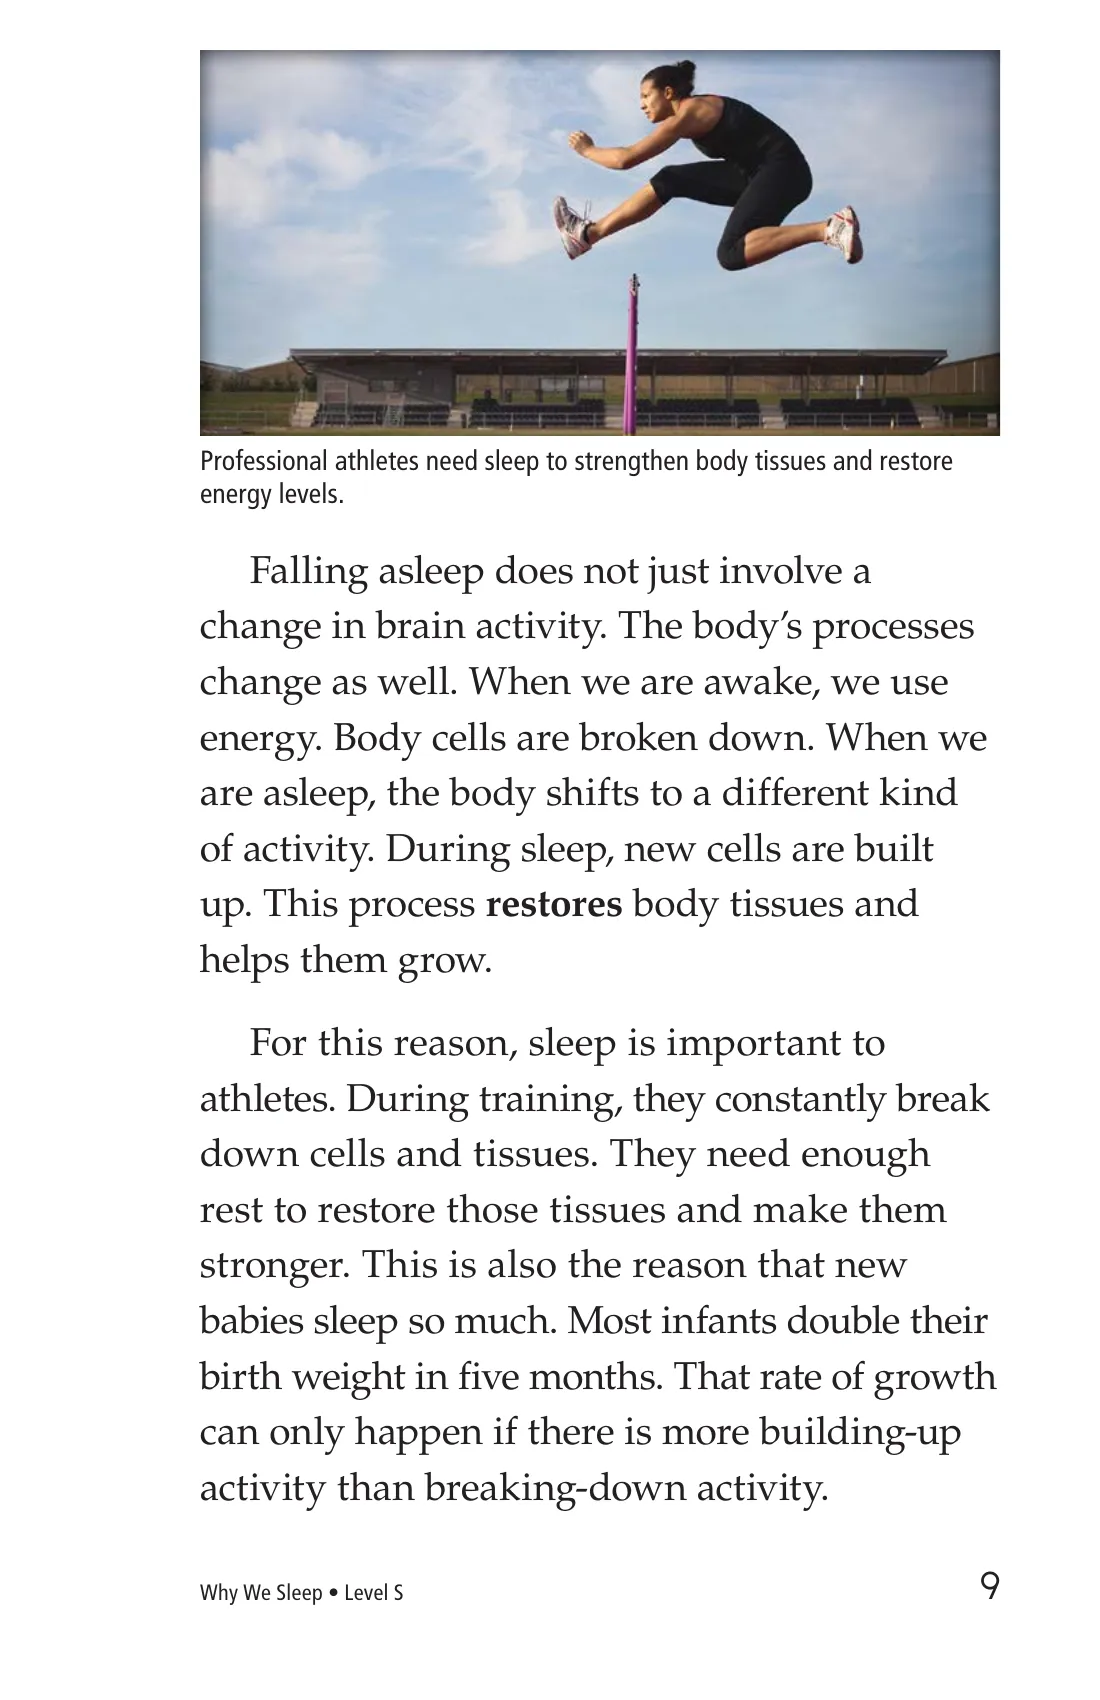 Professional athletes need sleep to strengthen body tissues and restore
energy levels.
Falling asleep does not just involve a
change in brain activity. The body’s processes
change as well. When we are awake, we use
energy. Body cells are broken down. When we
are asleep, the body shifts to a different kind
of activity. During sleep, new cells are built
up. This process restores body tissues and
helps them grow.
For this reason, sleep is important to
athletes. During training, they constantly break
down cells and tissues. They need enough
rest to restore those tissues and make them
stronger. This is also the reason that new
babies sleep so much. Most infants double their
birth weight in five months. That rate of growth
can only happen if there is more building-up
activity than breaking-down activity.
Why We Sleep • Level S
9